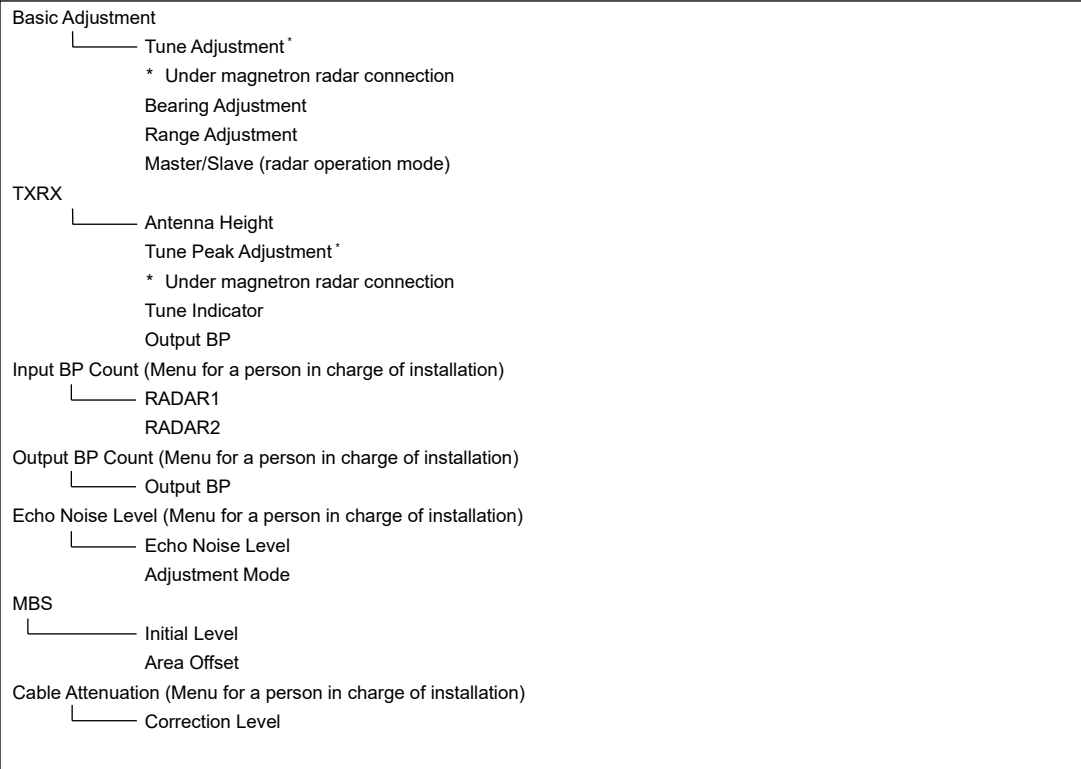 Basic Adjustment
Tune Adjustment*
* Under magnetron radar connection
Bearing Adjustment
Range Adjustment
Master/Slave (radar operation mode)
TXRX
Antenna Height
Tune Peak Adjustment*
* Under magnetron radar connection
Tune Indicator
Output BP
Input BP Count (Menu for a person in charge of installation)
RADAR1
RADAR2
Output BP Count (Menu for a person in charge of installation)
Output BP
Echo Noise Level (Menu for a person in charge of installation)
Echo Noise Level
Adjustment Mode
MBS
Initial Level
Area Offset
Cable Attenuation (Menu for a person in charge of installation)
Correction Level